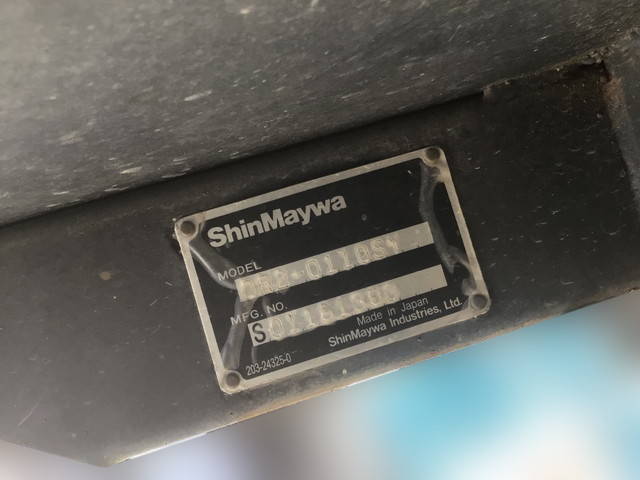 ShinMaywa
MODEL
MFG. NO.
S
Made in Japan
ShinMaywa Industries, Ltd.
203-24325-0